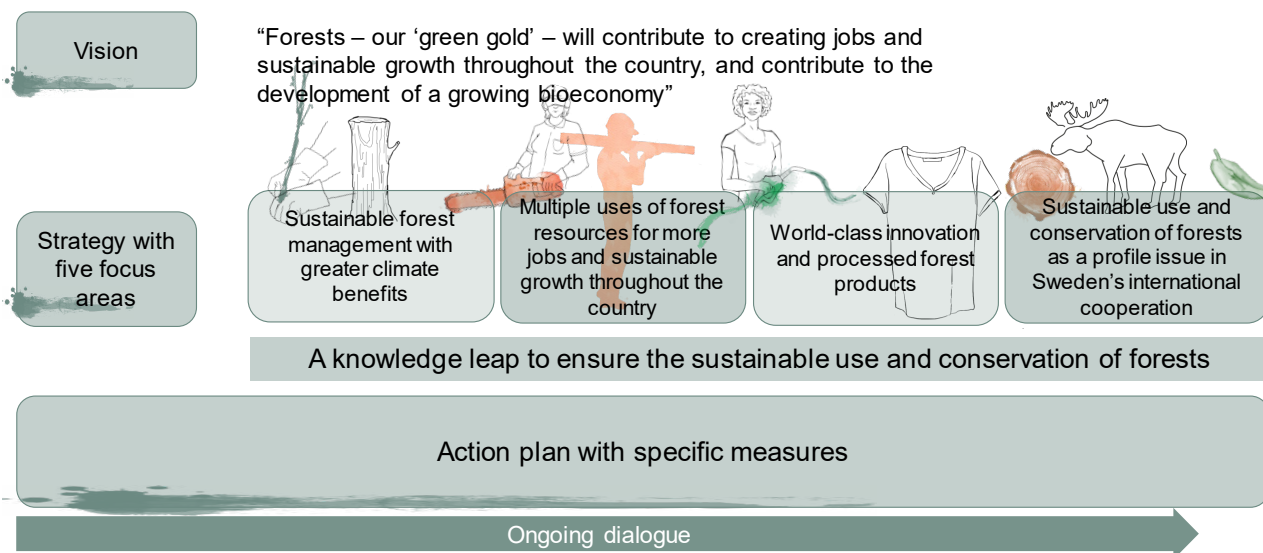 Vision
“Forests – our ‘green gold’ – will contribute to creating jobs and
sustainable growth throughout the country, and contribute to the
development of a growing bioeconomy”
Strategy with
five focus
areas
Sustainable forest
management with
greater climate
benefits
Multiple uses of forest
resources for more
jobs and sustainable
growth throughout the
country
World-class innovation
and processed forest
products
Sustainable use and
conservation of forests
as a profile issue in
Sweden’s international
cooperation
A knowledge leap to ensure the sustainable use and conservation of forests
Action plan with specific measures
Ongoing dialogue